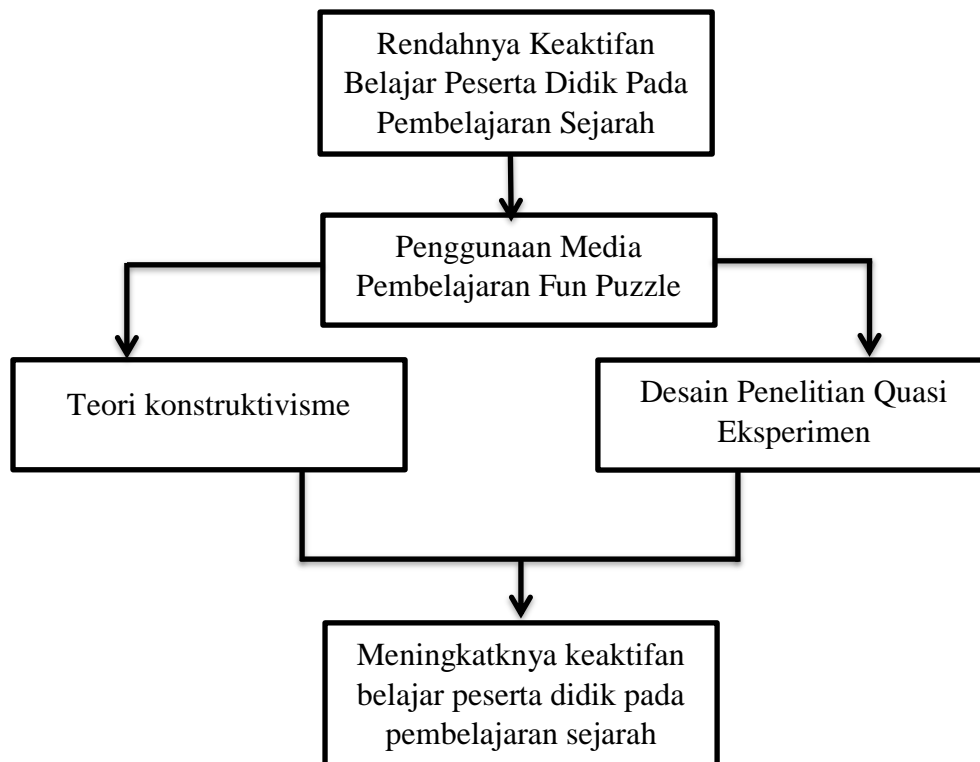 Rendahnya Keaktifan
Belajar Peserta Didik Pada
Pembelajaran Sejarah
Penggunaan Media
Pembelajaran Fun Puzzle
Teori konstruktivisme
Desain Penelitian Quasi
Eksperimen
Meningkatknya keaktifan
belajar peserta didik pada
pembelajaran sejarah